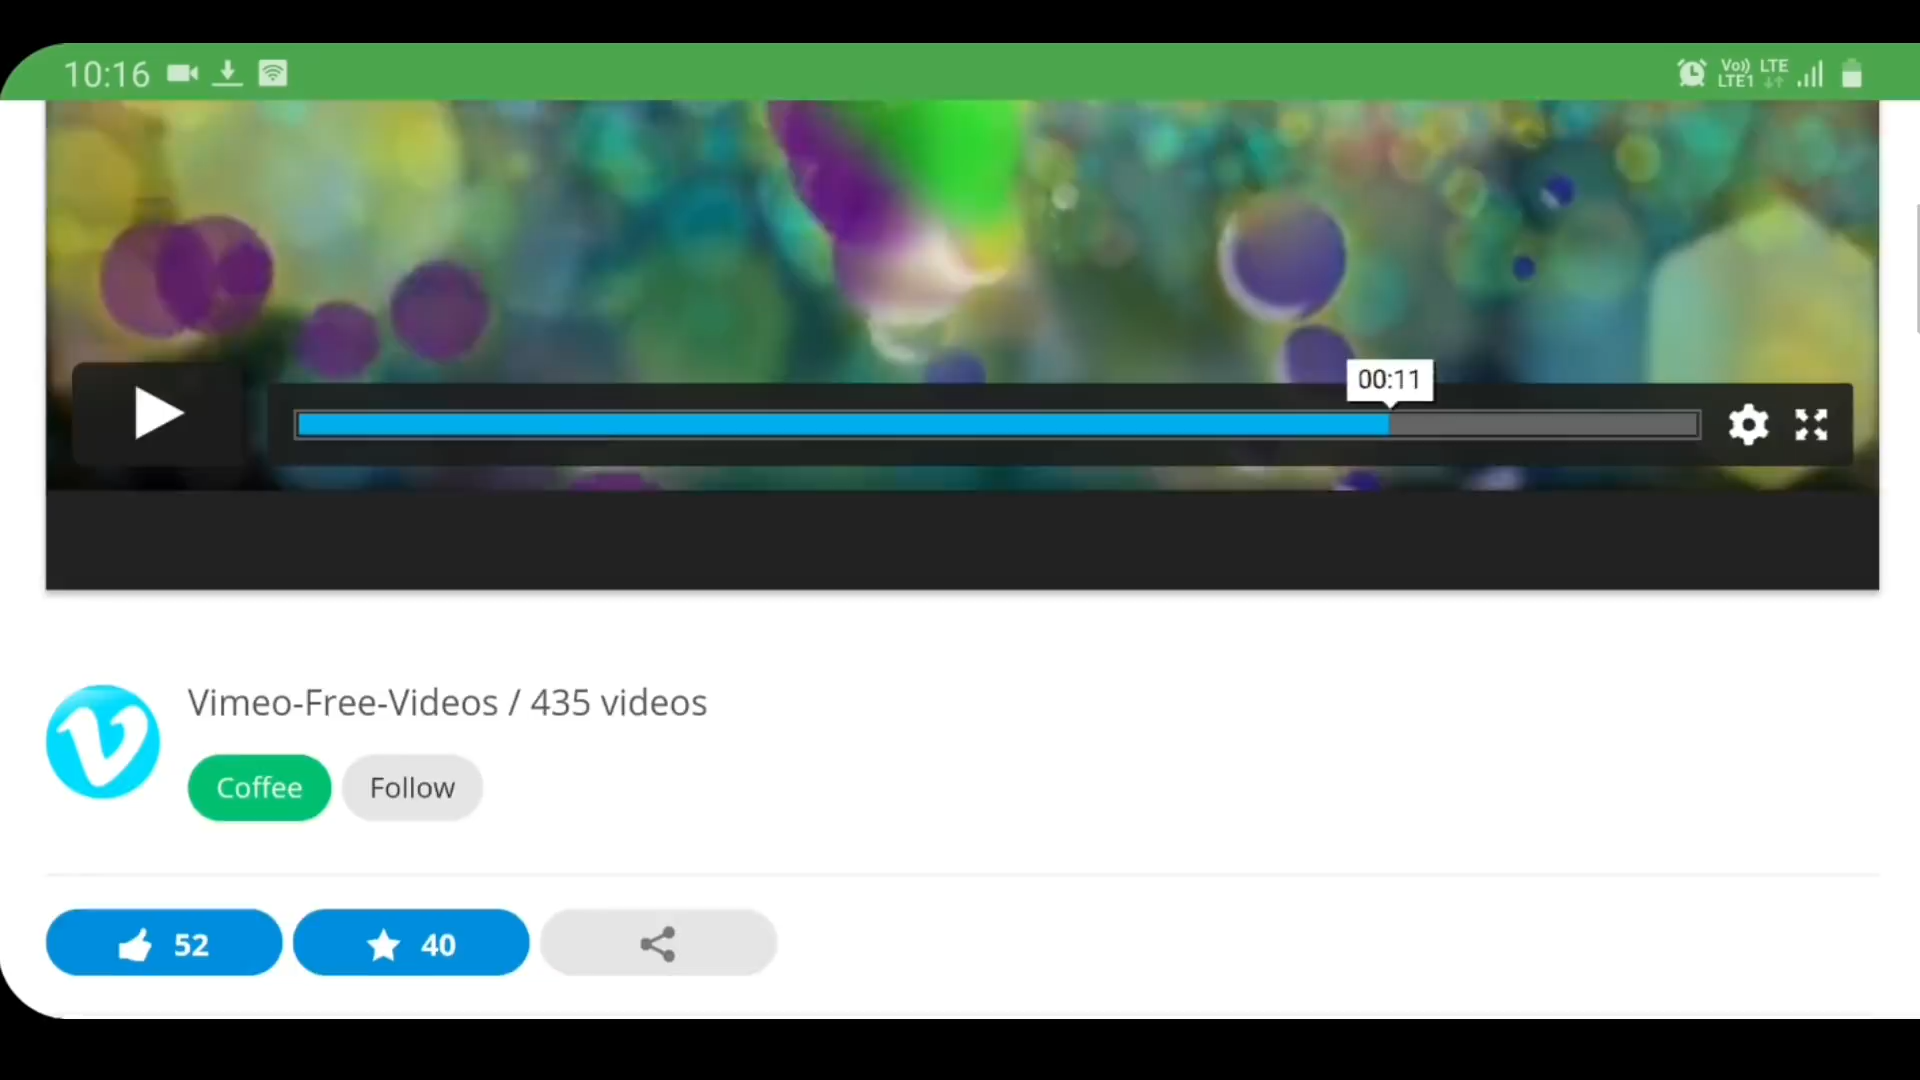 10:16
Vo)) LTE
LTE1
00:11
Vimeo-Free-Videos / 435 videos
Coffee
Follow
52
40